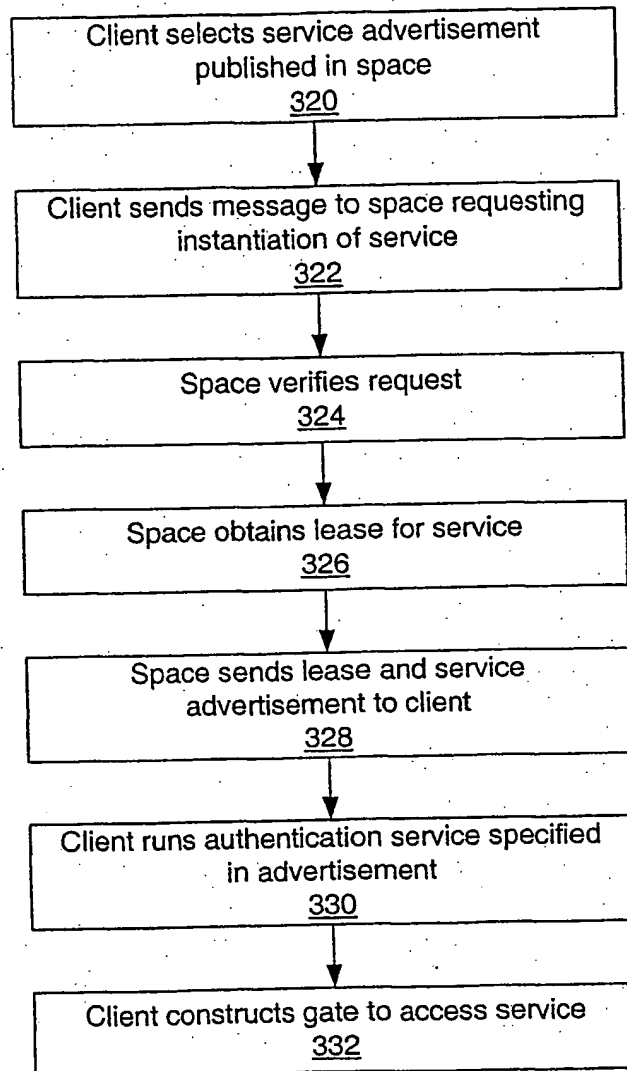 Client selects service advertisement
published in space
320
Client sends message to space requesting
instantiation of service
322
Space verifies request
324
Space obtains lease for service
326
Space sends lease and service
advertisement to client
328
Client runs authentication service specified
in advertisement
330
Client constructs gate to access service
332